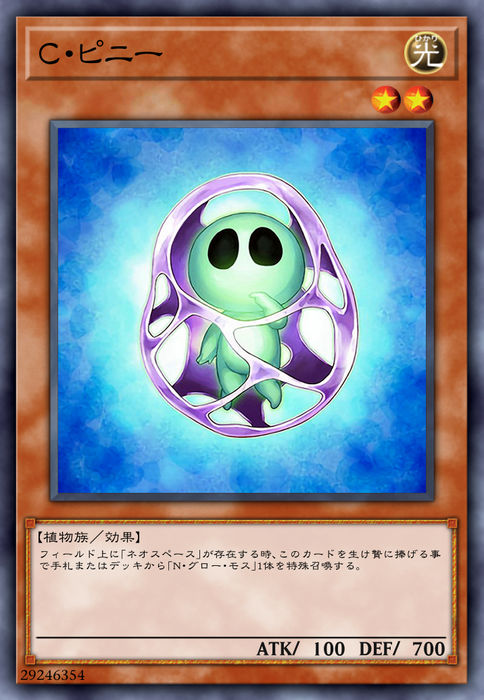 C・ピニー
ひかり
光
【植物族／効果】
フィールド上に「ネオスペース」が存在する時、このカードを生け贄に捧げる事
で手札またはデッキから「N・グロー・モス」1体を特殊召喚する。
ATK/ 100 DEF/ 700
29246354